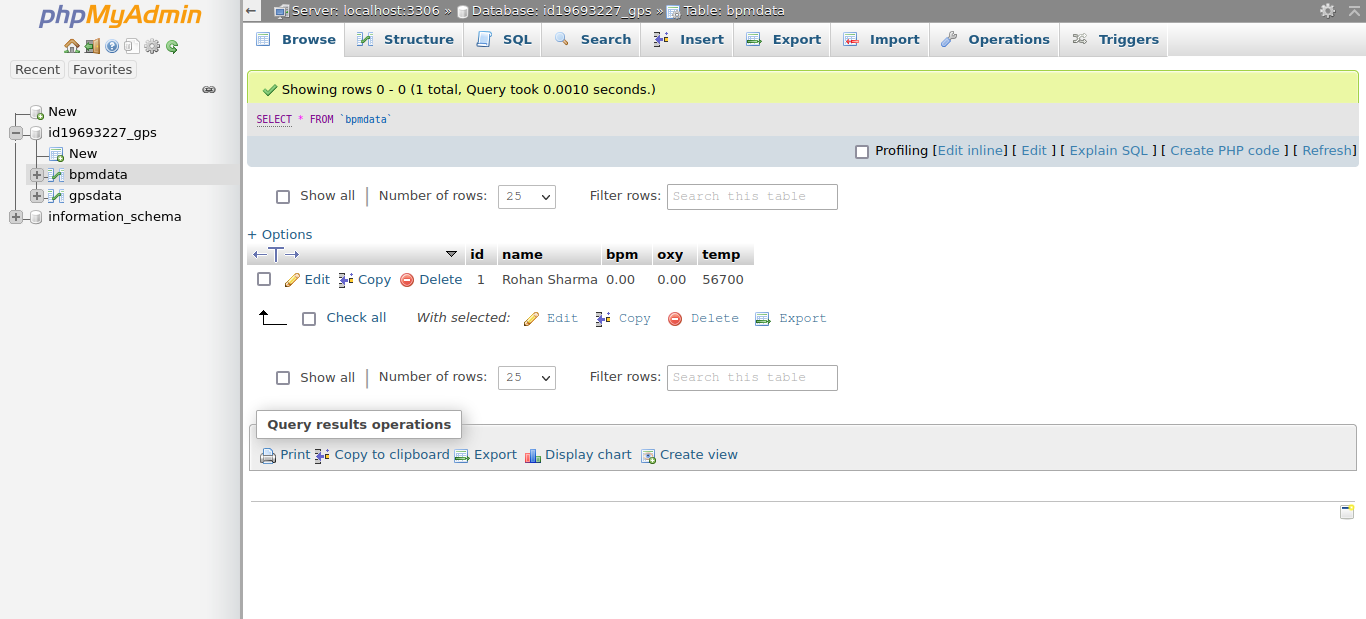 phpMyAdmin
Recent Favorites
New
id19693227_gps
New
bpmdata
gpsdata
information_schema
Server: localhost:3306 » Database: id19693227_gps » Table: bpmdata
Browse Structure SQL Search Insert Export Import Operations Triggers
Showing rows 0 - 0 (1 total, Query took 0.0010 seconds.)
SELECT * FROM `bpmdata`
Profiling [Edit inline] [ Edit ] [ Explain SQL ] [ Create PHP code ] [ Refresh]
Show all | Number of rows: 25 Filter rows: Search this table
+ Options
←T→ id name bpm oxy temp
Edit Copy Delete 1 Rohan Sharma 0.00 0.00 56700
Check all With selected: Edit Copy Delete Export
Show all | Number of rows: 25 Filter rows: Search this table
Query results operations
Print Copy to clipboard Export Display chart Create view